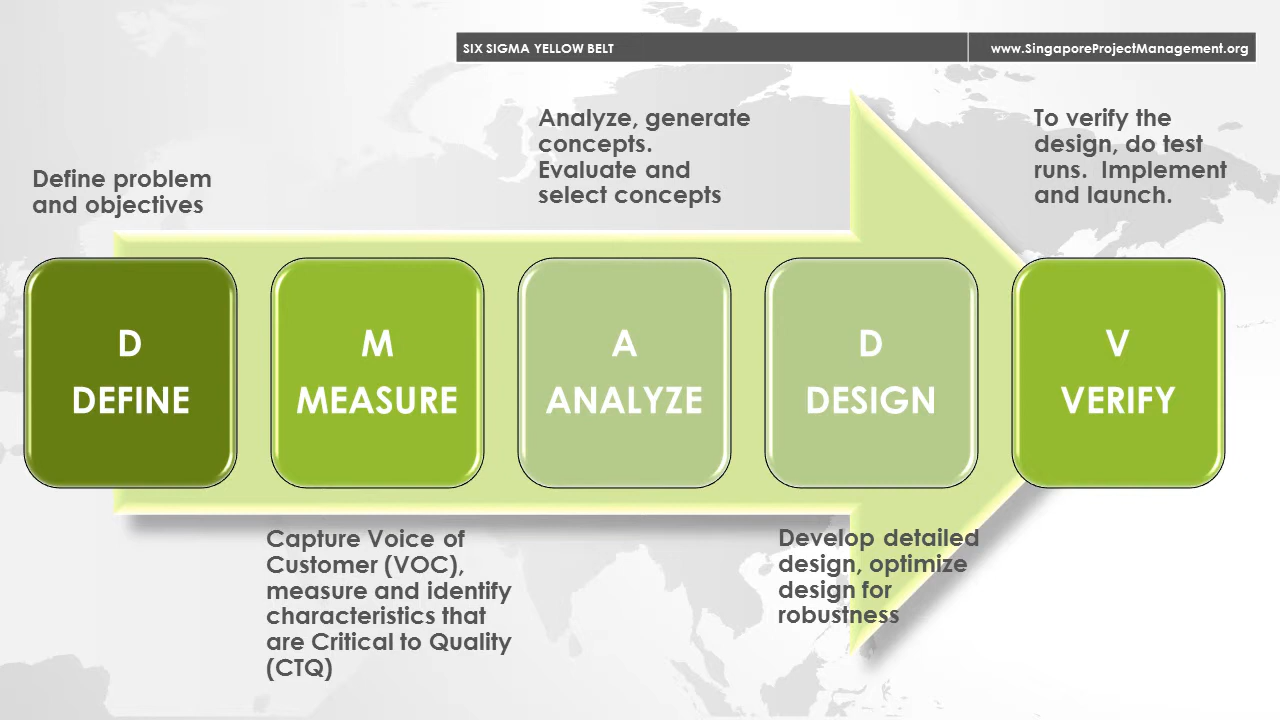 SIX SIGMA YELLOW BELT
www.SingaporeProjectManagement.org
Define problem
and objectives
Analyze, generate
concepts.
Evaluate and
select concepts
To verify the
design, do test
runs.  Implement
and launch.
D
DEFINE
M
MEASURE
A
ANALYZE
D
DESIGN
V
VERIFY
Capture Voice of
Customer (VOC),
measure and identify
characteristics that
are Critical to Quality
(CTQ)
Develop detailed
design, optimize
design for
robustness